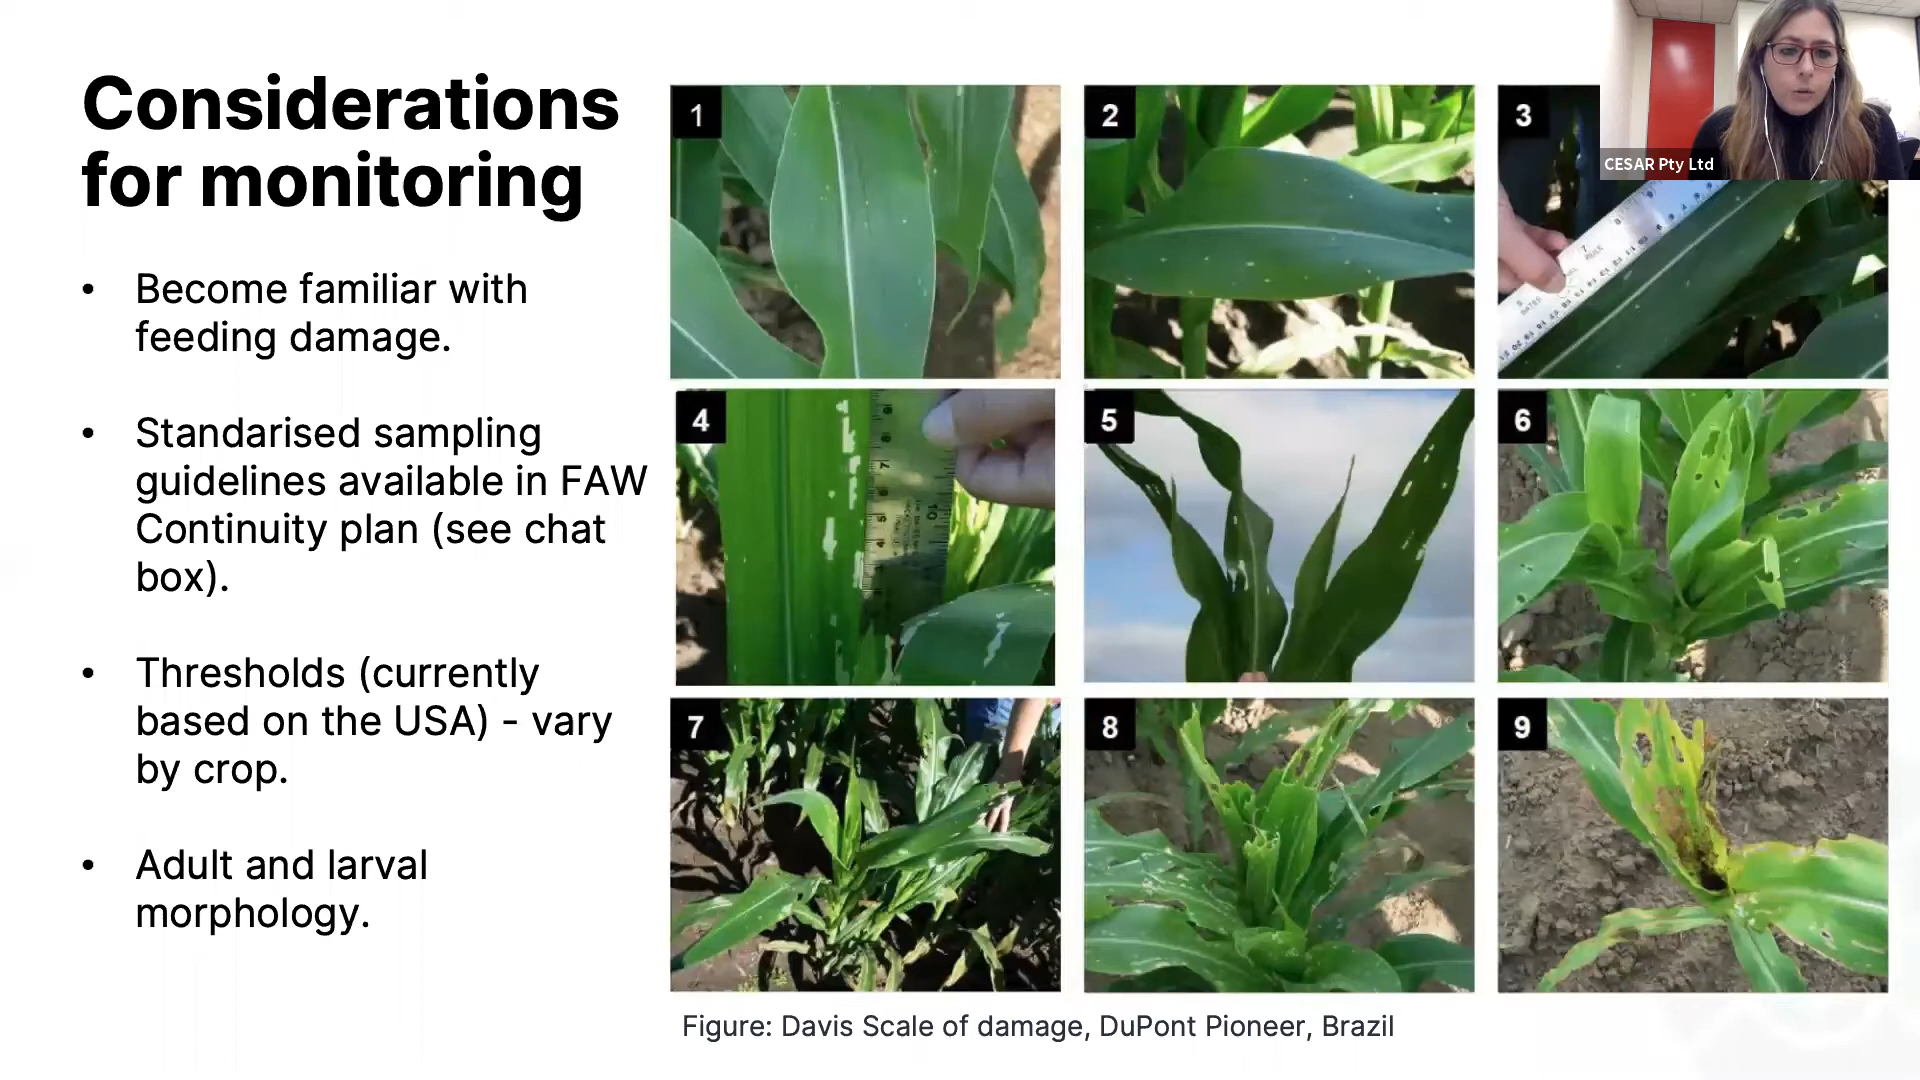 Considerations
for monitoring
• Become familiar with
feeding damage.
• Standarised sampling
guidelines available in FAW
Continuity plan (see chat
box).
• Thresholds (currently
based on the USA) - vary
by crop.
• Adult and larval
morphology.
1
2
3
CESAR Pty Ltd
4
5
6
7
8
9
Figure: Davis Scale of damage, DuPont Pioneer, Brazil